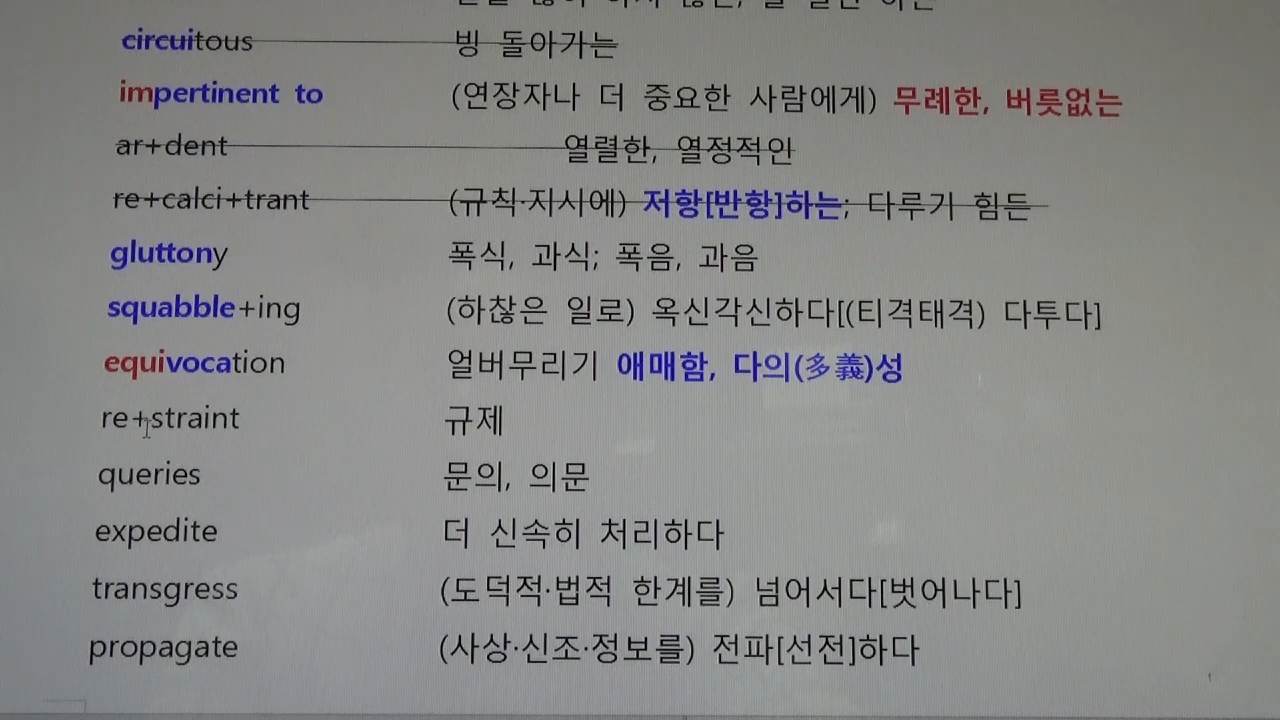 circuitous 빙 돌아가는
impertinent to (연장자나 더 중요한 사람에게) 무례한, 버릇없는
ar+dent 열렬한, 열정적인
re+calci+trant (규칙·지시에) 저항[반항]하는; 다루기 힘든
gluttony 폭식, 과식; 폭음, 과음
squabble+ing (하찮은 일로) 옥신각신하다[(티격태격) 다투다]
equivocation 얼버무리기 애매함, 다의(多義)성
re+straint 규제
queries 문의, 의문
expedite 더 신속히 처리하다
transgress (도덕적·법적 한계를) 넘어서다[벗어나다]
propagate (사상·신조·정보를) 전파[선전]하다